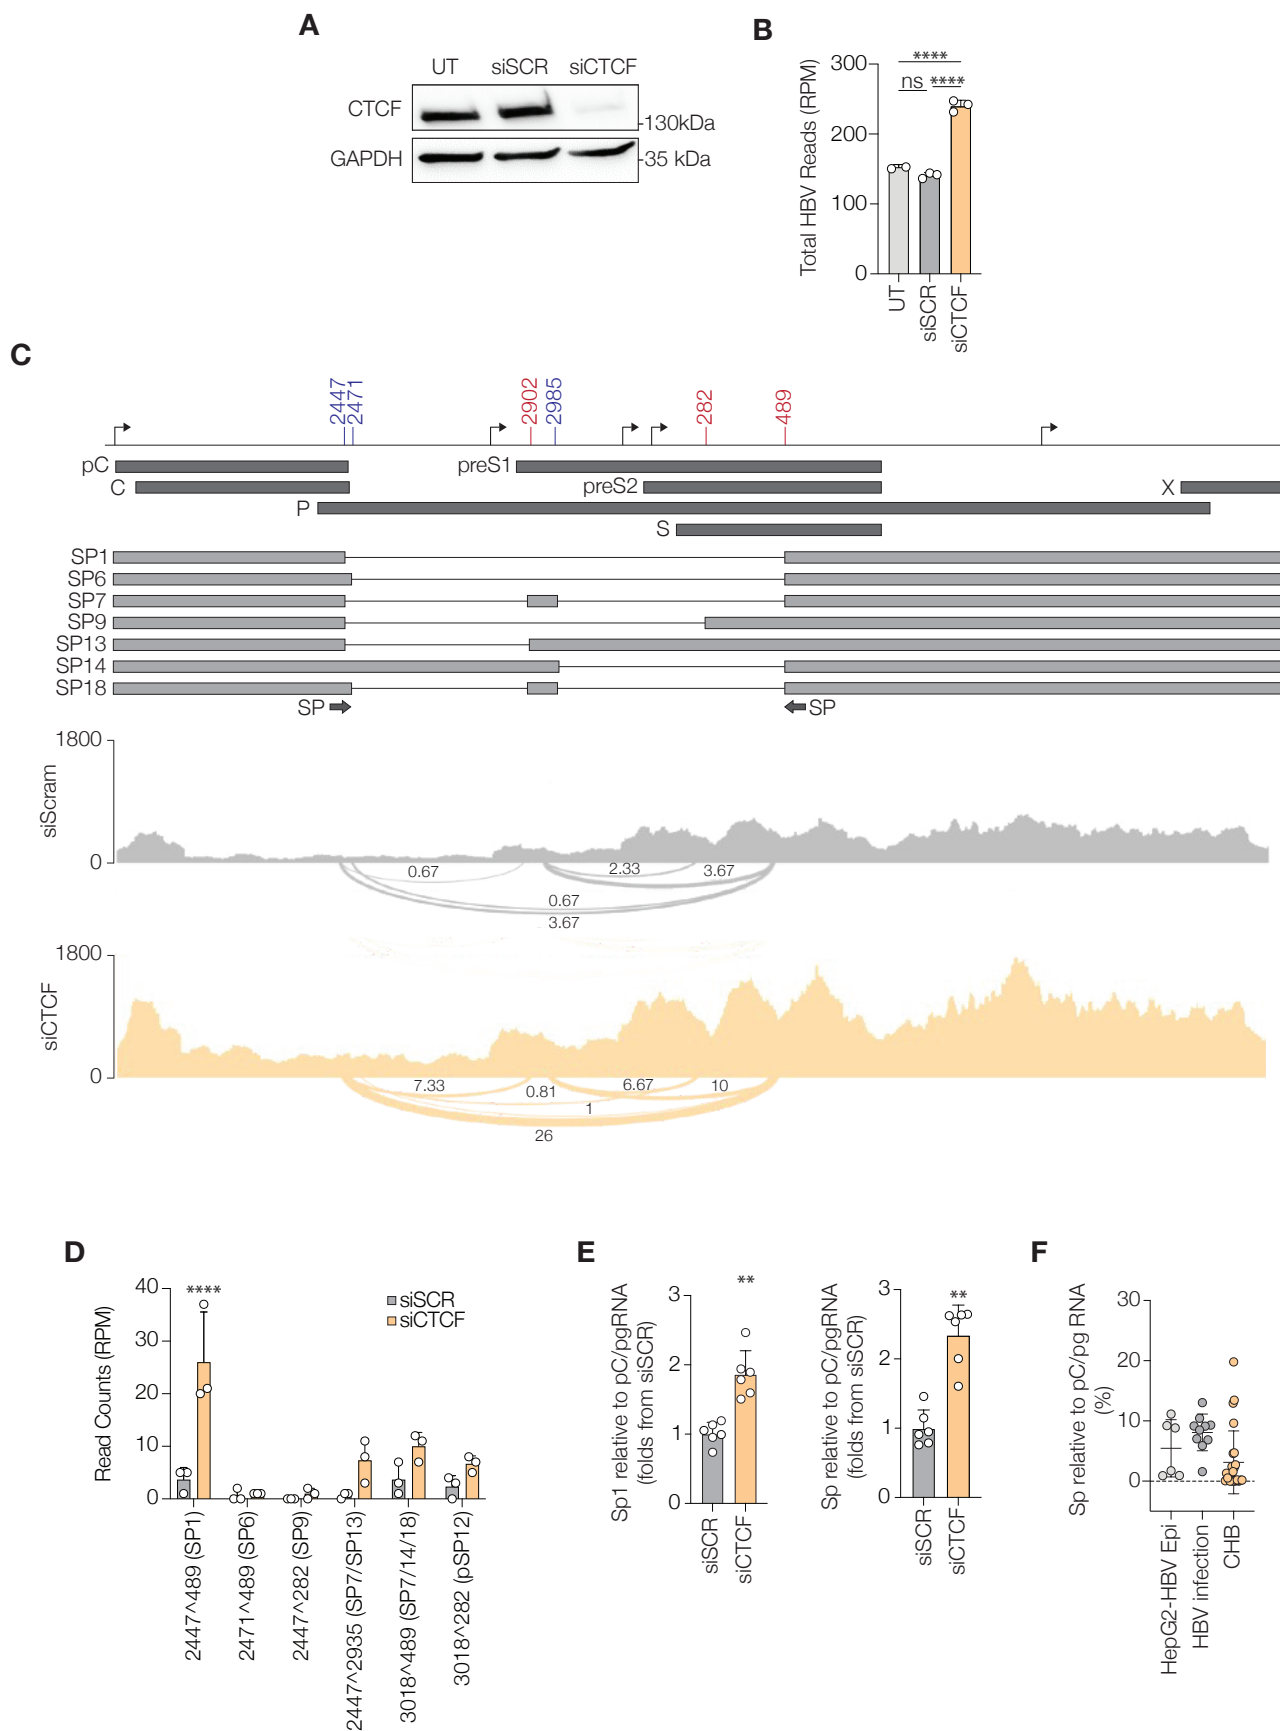 A
UT siSCR siCTCF
CTCF
-130kDa
GAPDH
-35 kDa
B
Total HBV Reads (RPM)
300
200
100
0
****
ns ****
UT
siSCR
siCTCF
C
2447
2471
2902
2985
282
489
pC
preS1
C
preS2
X
P
S
SP1
SP6
SP7
SP9
SP13
SP14
SP18
SP
SP
siScram
1800
0
0.67
2.33
3.67
0.67
3.67
siCTCF
1800
0
7.33
0.81
6.67
10
1
26
D
Read Counts (RPM)
40
30
20
10
0
****
siSCR
siCTCF
2447^489 (SP1)
2471^489 (SP6)
2447^282 (SP9)
2447^2935 (SP7/SP13)
3018^489 (SP7/14/18)
3018^282 (pSP12)
E
Sp1 relative to pC/pgRNA
(folds from siSCR)
3
2
1
0
**
siSCR
siCTCF
Sp relative to pC/pgRNA
(folds from siSCR)
3
2
1
0
**
siSCR
siCTCF
F
Sp relative to pC/pg RNA
(%)
30
20
10
0
HepG2-HBV Epi
HBV infection
CHB